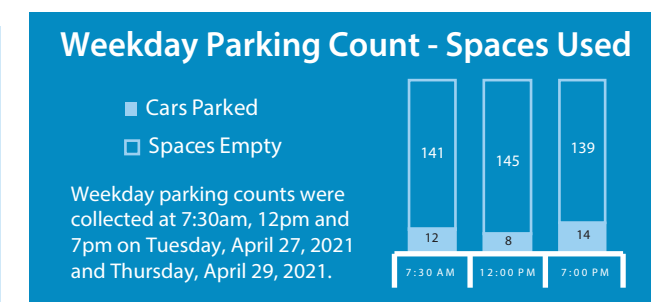 Weekday Parking Count - Spaces Used
Cars Parked
Spaces Empty
Weekday parking counts were
collected at 7:30am, 12pm and
7pm on Tuesday, April 27, 2021
and Thursday, April 29, 2021.
141
145
139
12
8
14
7:30 AM
12:00 PM
7:00 PM